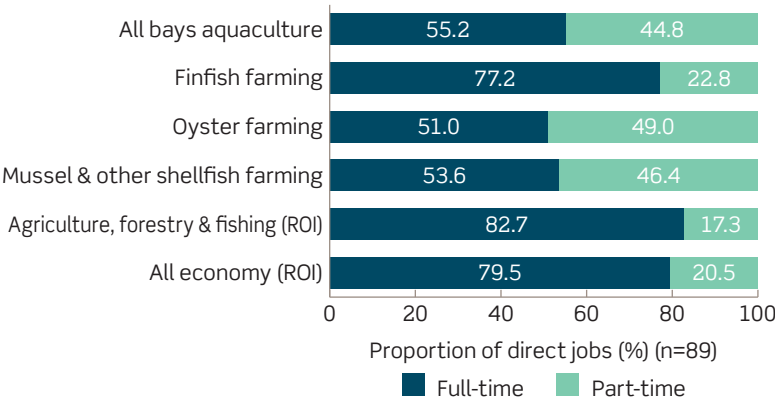 All bays aquaculture 55.2 44.8
Finfish farming 77.2 22.8
Oyster farming 51.0 49.0
Mussel & other shellfish farming 53.6 46.4
Agriculture, forestry & fishing (ROI) 82.7 17.3
All economy (ROI) 79.5 20.5
0 20 40 60 80 100
Proportion of direct jobs (%) (n=89)
Full-time Part-time